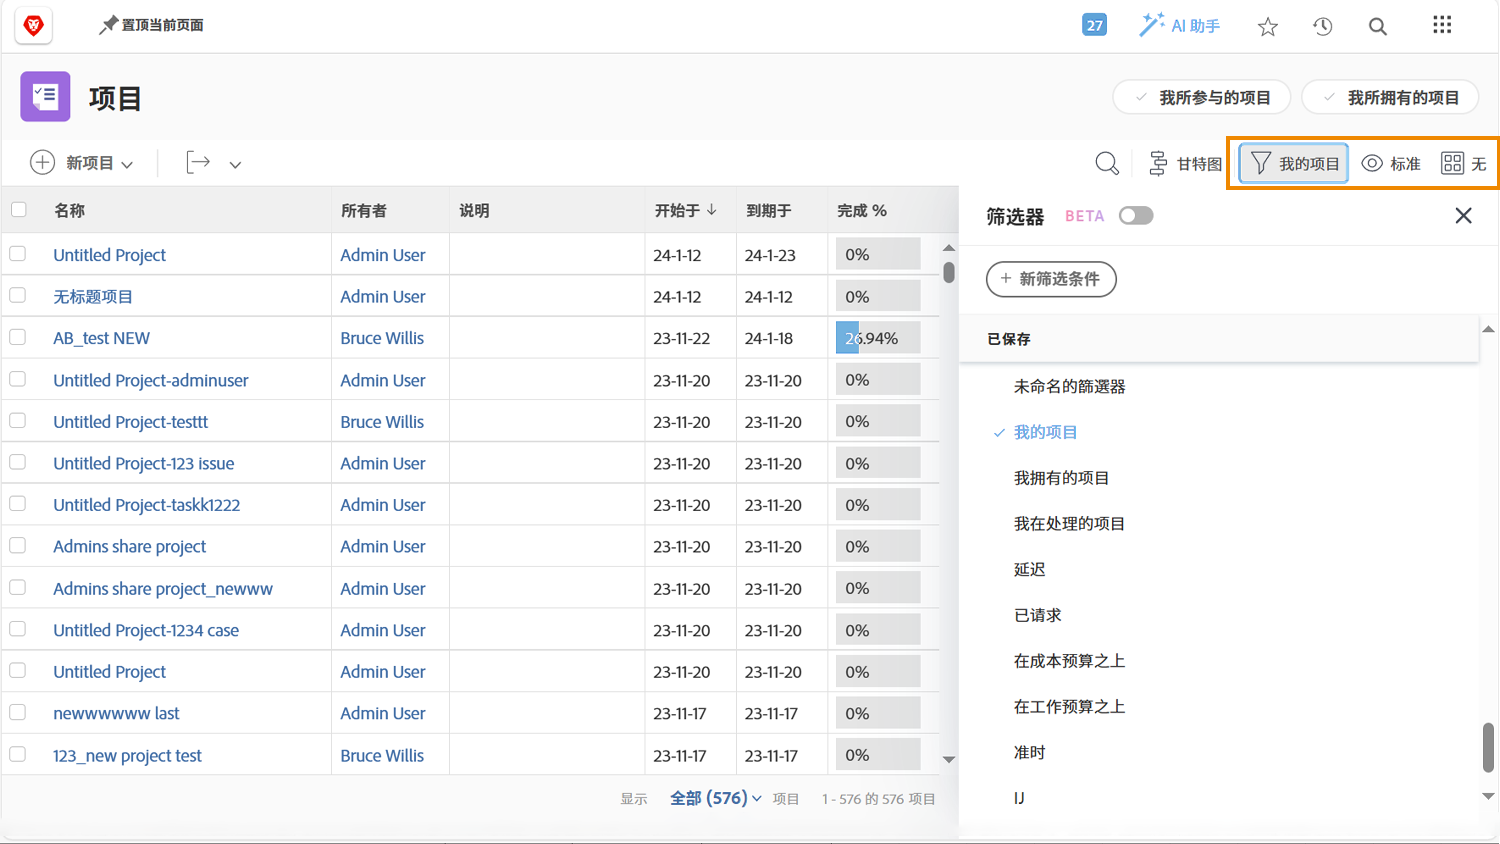 置顶当前页面
27
AI 助手
项目
我所参与的项目
我所拥有的项目
新项目
甘特图
我的项目
标准
无
名称 所有者 说明 开始于 到期于 完成 %
Untitled Project Admin User 24-1-12 24-1-23 0%
无标题项目 Admin User 24-1-12 24-1-12 0%
AB_test NEW Bruce Willis 23-11-22 24-1-18 26.94%
Untitled Project-adminuser Admin User 23-11-20 23-11-20 0%
Untitled Project-testtt Bruce Willis 23-11-20 23-11-20 0%
Untitled Project-123 issue Admin User 23-11-20 23-11-20 0%
Untitled Project-taskk1222 Admin User 23-11-20 23-11-20 0%
Admins share project Admin User 23-11-20 23-11-20 0%
Admins share project_newww Admin User 23-11-20 23-11-20 0%
Untitled Project-1234 case Admin User 23-11-20 23-11-20 0%
Untitled Project Admin User 23-11-20 23-11-20 0%
newwwwww last Admin User 23-11-17 23-11-17 0%
123_new project test Bruce Willis 23-11-17 23-11-17 0%
显示 全部 (576) 项目 1 - 576 的 576 项目
筛选器 BETA
+ 新筛选条件
已保存
未命名的篩選器
我的项目
我拥有的项目
我在处理的项目
延迟
已请求
在成本预算之上
在工作预算之上
准时
IJ